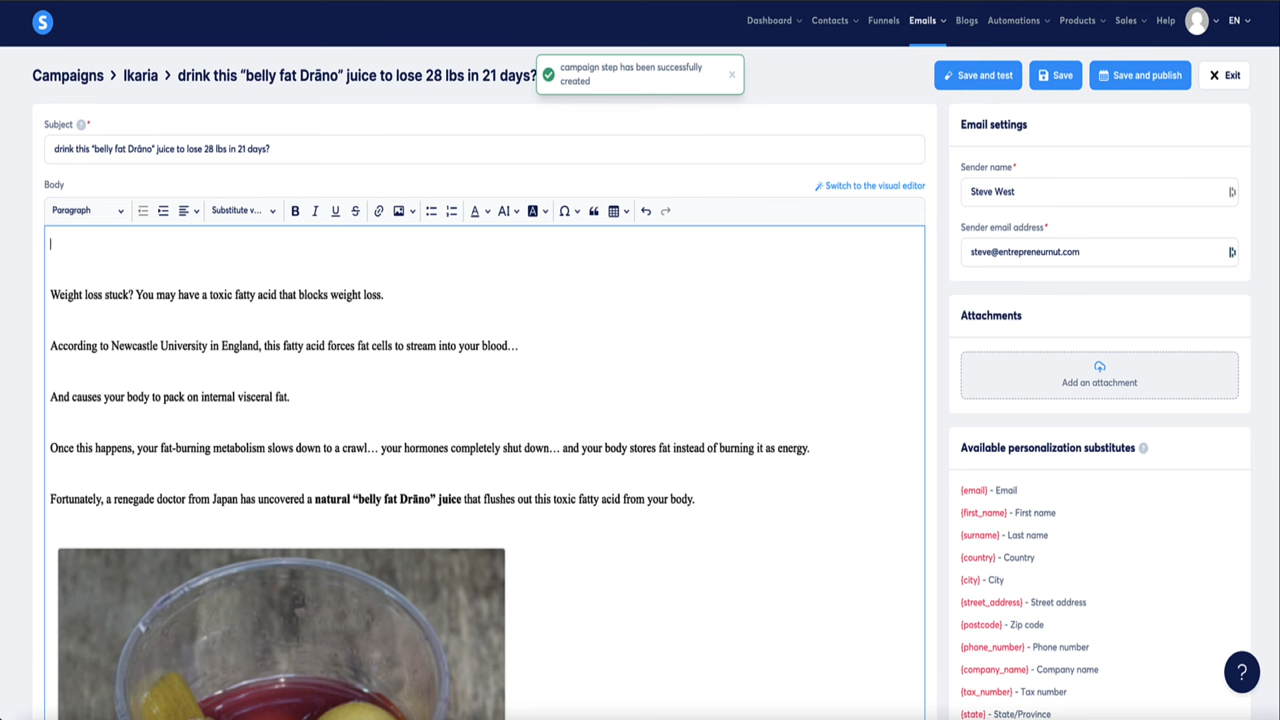 S
Dashboard Contacts Funnels Emails Blogs Automations Products Sales Help EN
Campaigns > Ikaria > drink this “belly fat Drāno” juice to lose 28 lbs in 21 days?
campaign step has been successfully
created
Save and test Save Save and publish Exit
Subject ?*
drink this “belly fat Drāno” juice to lose 28 lbs in 21 days?
Body
Switch to the visual editor
Paragraph Substitute v... B I U S A AI A Ω
Weight loss stuck? You may have a toxic fatty acid that blocks weight loss.
According to Newcastle University in England, this fatty acid forces fat cells to stream into your blood…
And causes your body to pack on internal visceral fat.
Once this happens, your fat-burning metabolism slows down to a crawl… your hormones completely shut down… and your body stores fat instead of burning it as energy.
Fortunately, a renegade doctor from Japan has uncovered a natural “belly fat Drāno” juice that flushes out this toxic fatty acid from your body.
Email settings
Sender name*
Steve West
Sender email address*
steve@entrepreneurnut.com
Attachments
Add an attachment
Available personalization substitutes ?
{email} - Email
{first_name} - First name
{surname} - Last name
{country} - Country
{city} - City
{street_address} - Street address
{postcode} - Zip code
{phone_number} - Phone number
{company_name} - Company name
{tax_number} - Tax number
{state} - State/Province
?